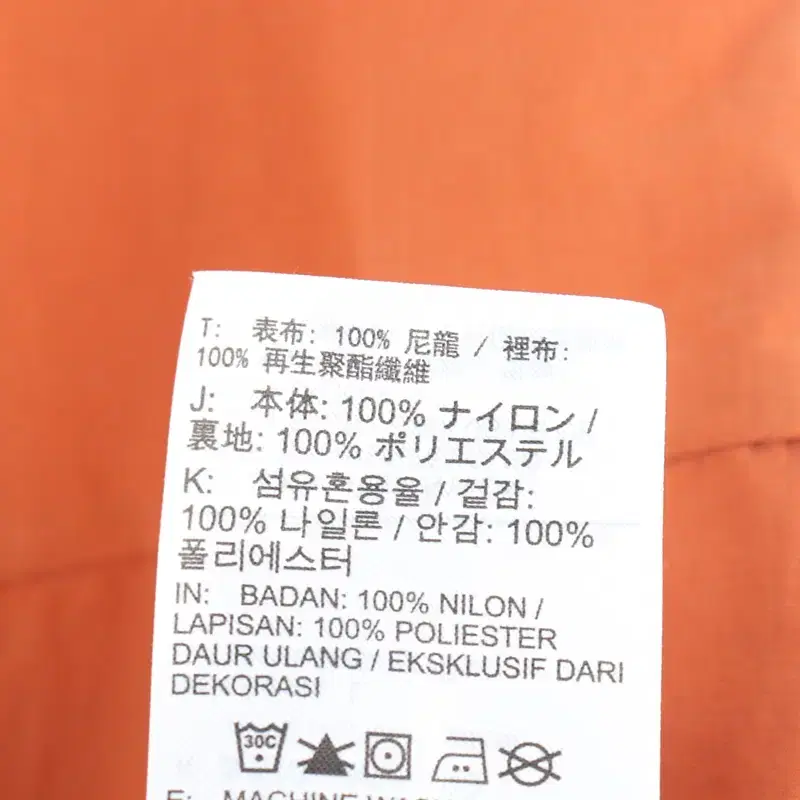 T: 表布: 100% 尼龍 / 裡布:
100% 再生聚酯纖維
J: 本体: 100% ナイロン /
裏地: 100% ポリエステル
K: 섬유혼용율 / 겉감:
100% 나일론 / 안감: 100%
폴리에스터
IN: BADAN: 100% NILON /
LAPISAN: 100% POLIESTER
DAUR ULANG / EKSKLUSIF DARI
DEKORASI
30C
E: MACHINE WASH